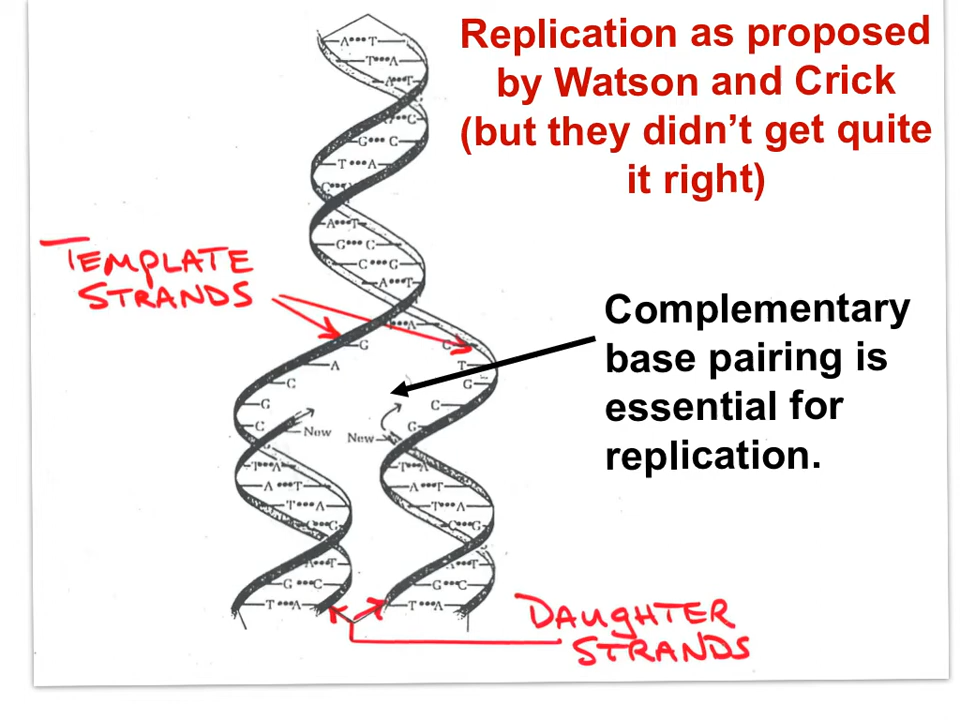 Replication as proposed
by Watson and Crick
(but they didn't get quite
it right)
A•••T
T•••A
A•T
•••C
G•••C
T•••A
C•••
A•••T
G•••C
C•••G
A•••T
TEMPLATE
STRANDS
Complementary
base pairing is
essential for
replication.
•••A
G
C
A
T
C
G
G
C
C
G
New
New
T•••A
T•••A
A•••T
A•••T
T•••A
T•••A
C•••G
C•••G
A•••T
A•••T
G•••C
G•••C
T•••A
T•••A
DAUGHTER
STRANDS